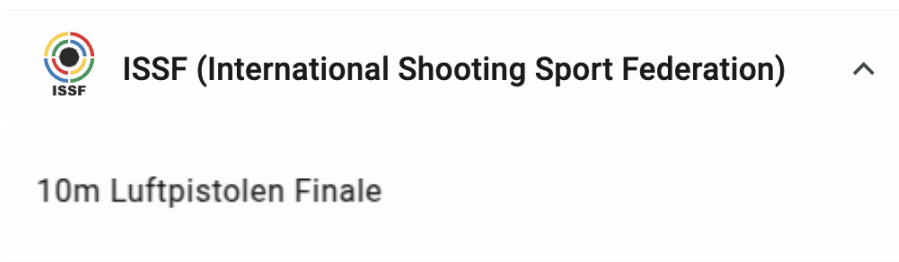 ISSF
ISSF (International Shooting Sport Federation)
10m Luftpistolen Finale